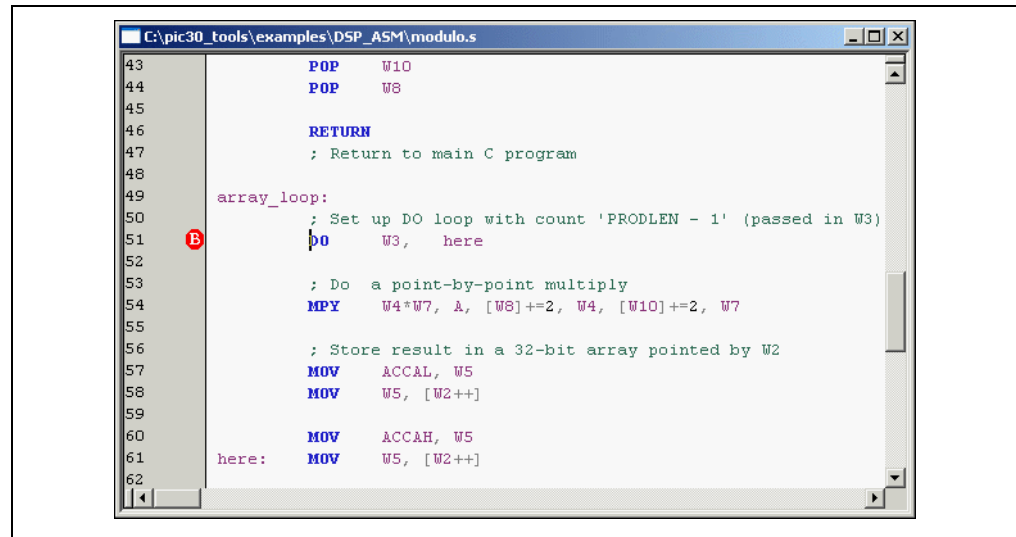 C:\pic30_tools\examples\DSP_ASM\modulo.s
43 POP W10
44 POP W8
45
46 RETURN
47 ; Return to main C program
48
49 array_loop:
50 ; Set up DO loop with count 'PRODLEN - 1' (passed in W3)
51 B DO W3, here
52
53 ; Do a point-by-point multiply
54 MPY W4*W7, A, [W8]+=2, W4, [W10]+=2, W7
55
56 ; Store result in a 32-bit array pointed by W2
57 MOV ACCAL, W5
58 MOV W5, [W2++]
59
60 MOV ACCAH, W5
61 here: MOV W5, [W2++]
62